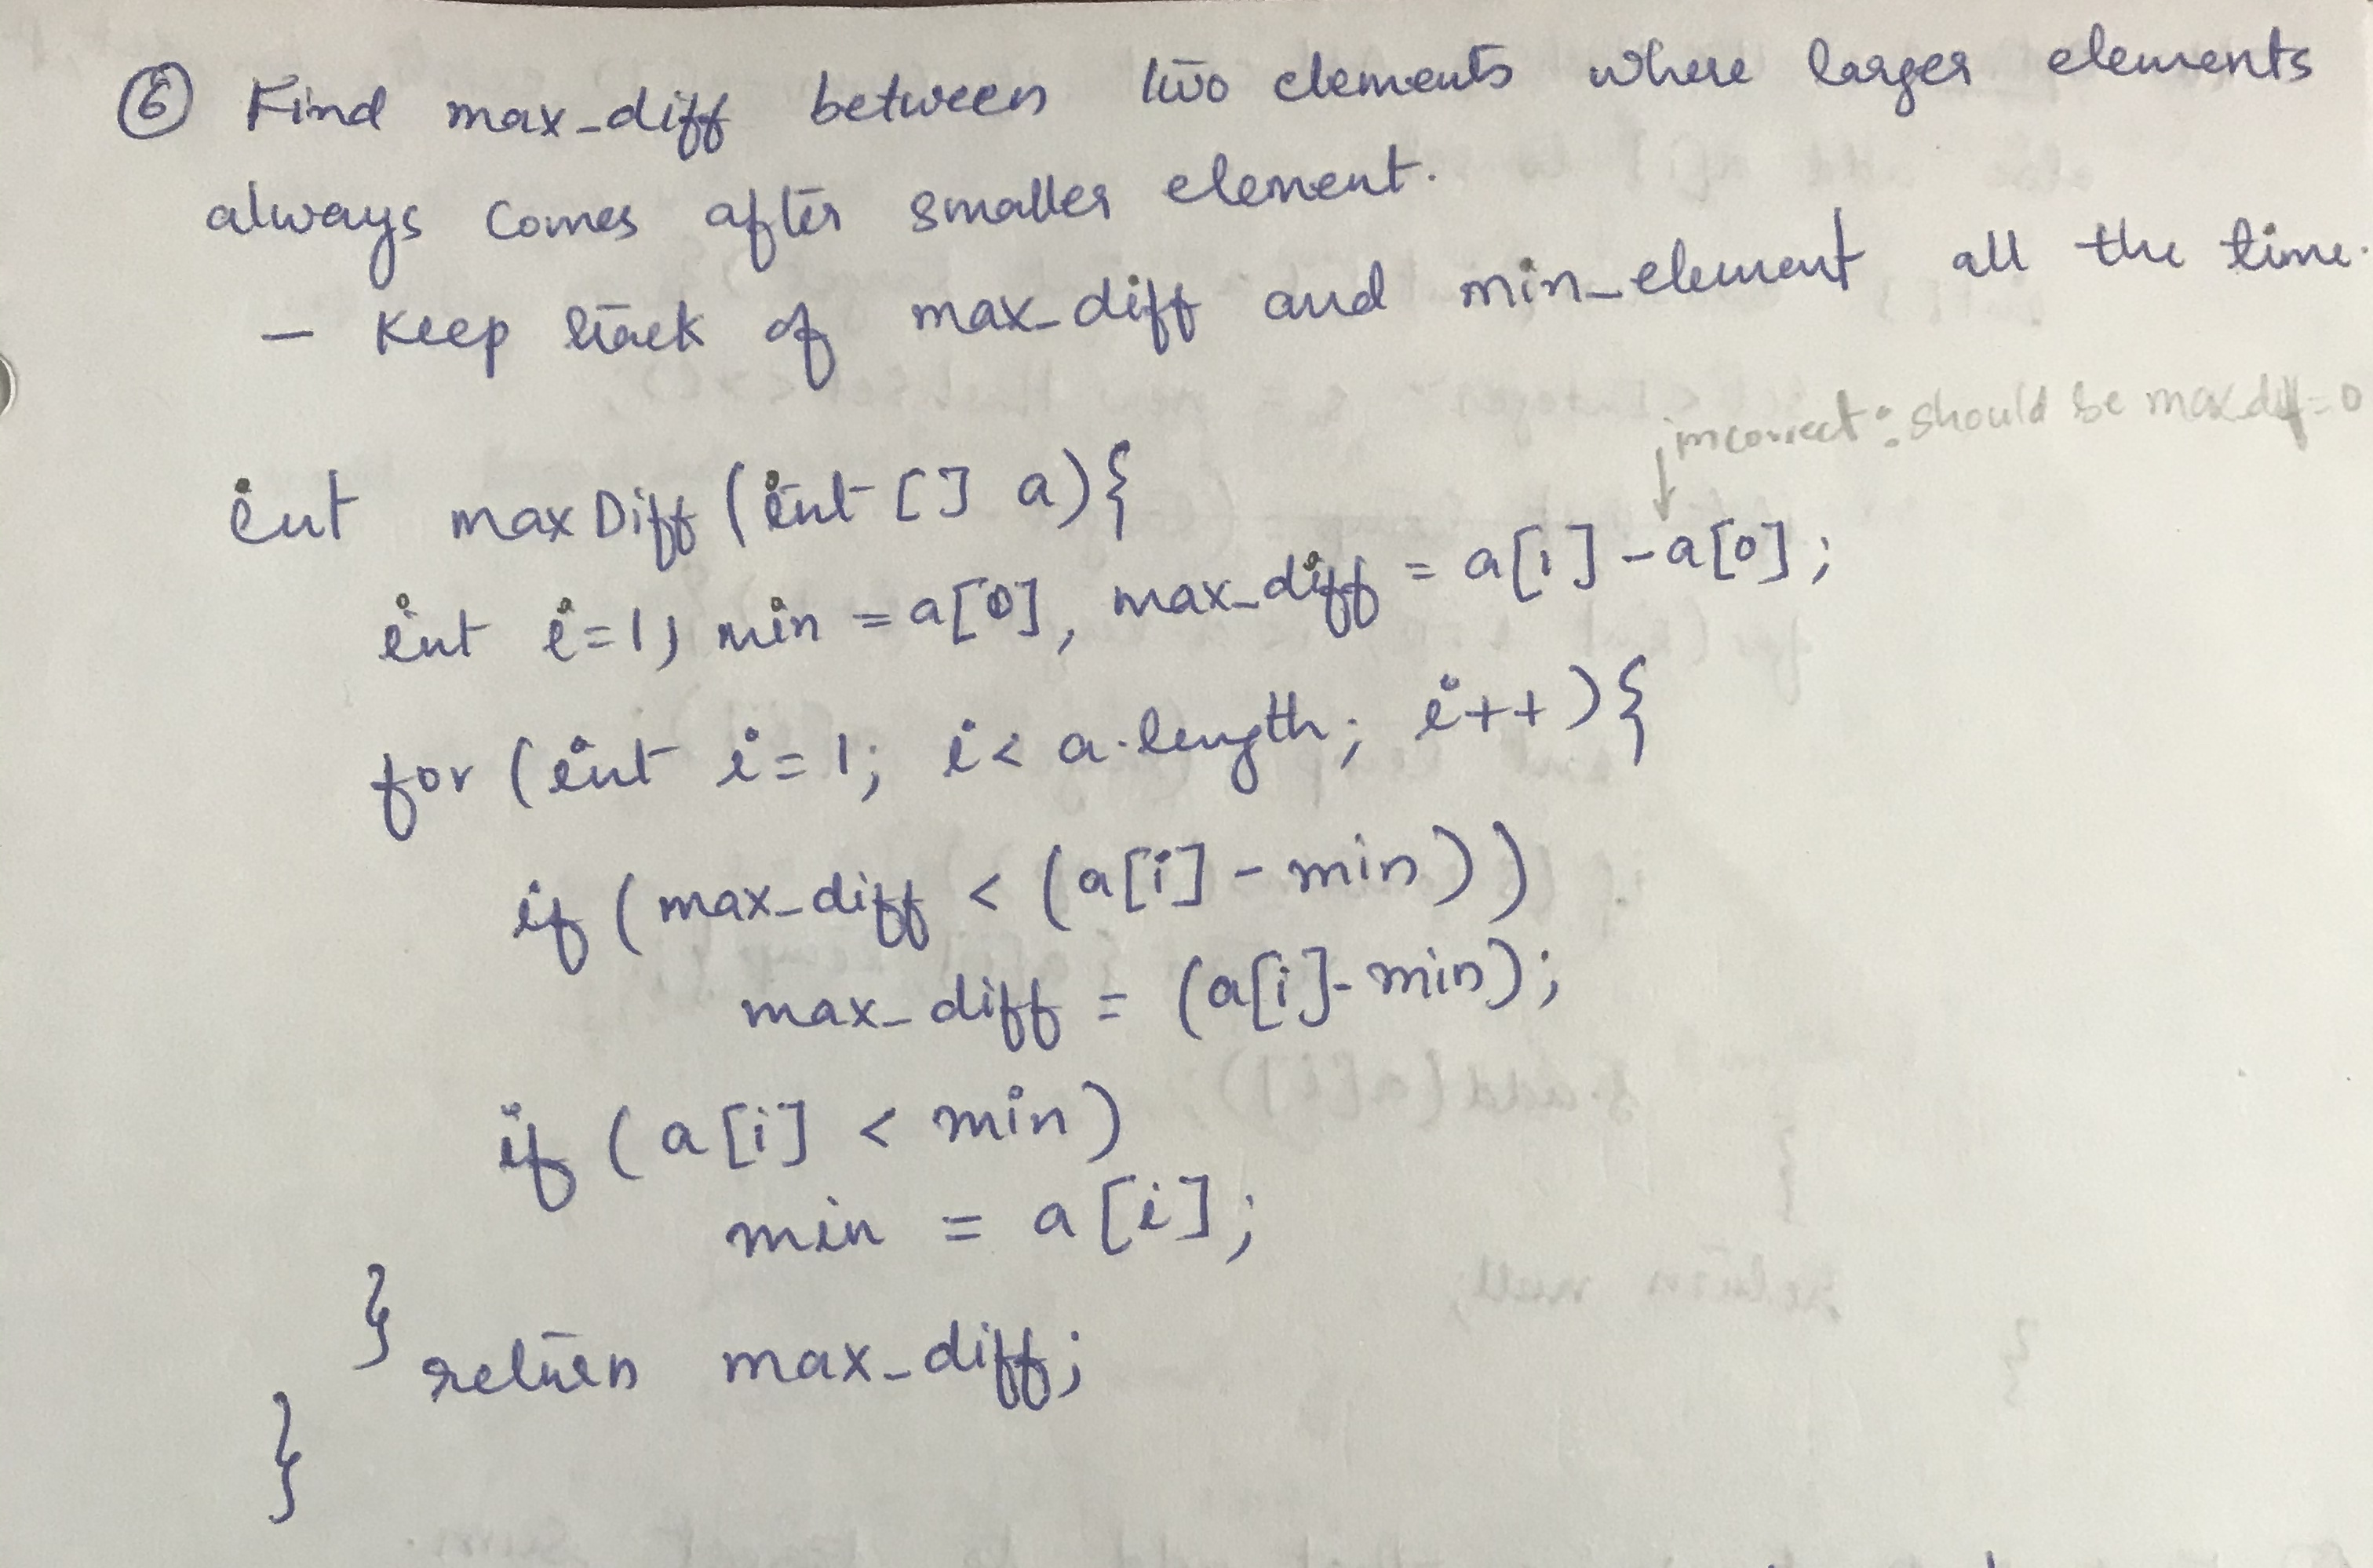 ⑥ Find max_diff between two elements where larger elements
always comes after smaller element.
- Keep track of max_diff and min_element all the time.
incorrect: should be maxdiff=0
int maxDiff (int [] a){
int i=1, min = a[0], max_diff = a[1] - a[0];
for (int i=1; i< a.length; i++){
if (max_diff < (a[i] - min))
max_diff = (a[i]-min);
if (a[i] < min)
min = a[i];
}
return max_diff;
}